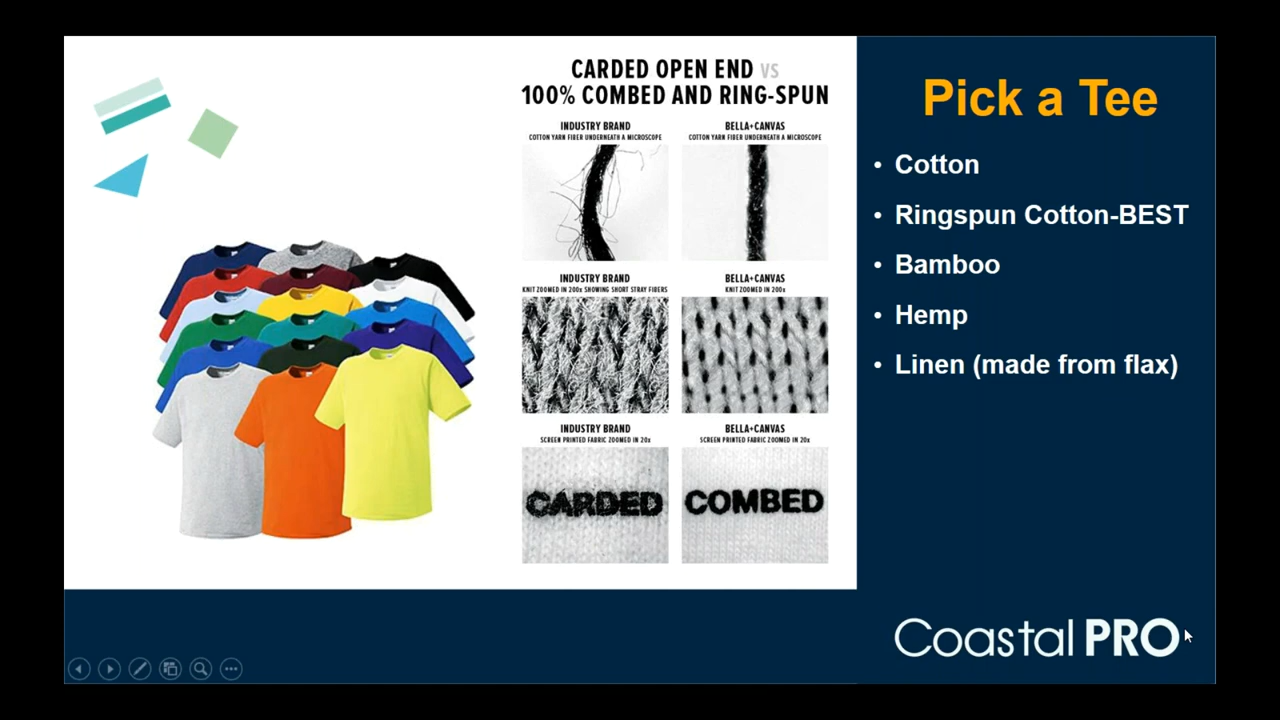 CARDED OPEN END VS
100% COMBED AND RING-SPUN
INDUSTRY BRAND
COTTON YARN FIBER UNDERNEATH A MICROSCOPE
BELLA+CANVAS
COTTON YARN FIBER UNDERNEATH A MICROSCOPE
INDUSTRY BRAND
KNIT ZOOMED IN 200x SHOWING SHORT STRAY FIBERS
BELLA+CANVAS
KNIT ZOOMED IN 200x
INDUSTRY BRAND
SCREEN PRINTED FABRIC ZOOMED IN 20x
BELLA+CANVAS
SCREEN PRINTED FABRIC ZOOMED IN 20x
CARDED
COMBED
Pick a Tee
• Cotton
• Ringspun Cotton-BEST
• Bamboo
• Hemp
• Linen (made from flax)
Coastal PRO